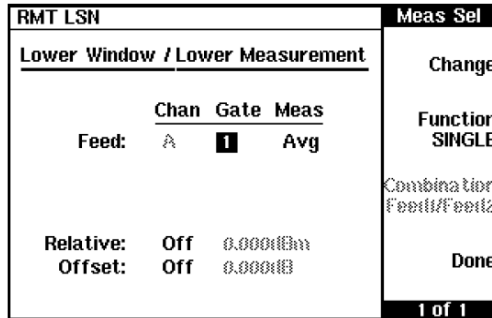 RMT LSN
Meas Sel
Lower Window / Lower Measurement
Change
Chan Gate Meas
Feed: A 1 Avg
Function
SINGLE
Combination
Feed1/Feed2
Relative: Off 0.000dBm
Offset: Off 0.000dB
Done
1 of 1